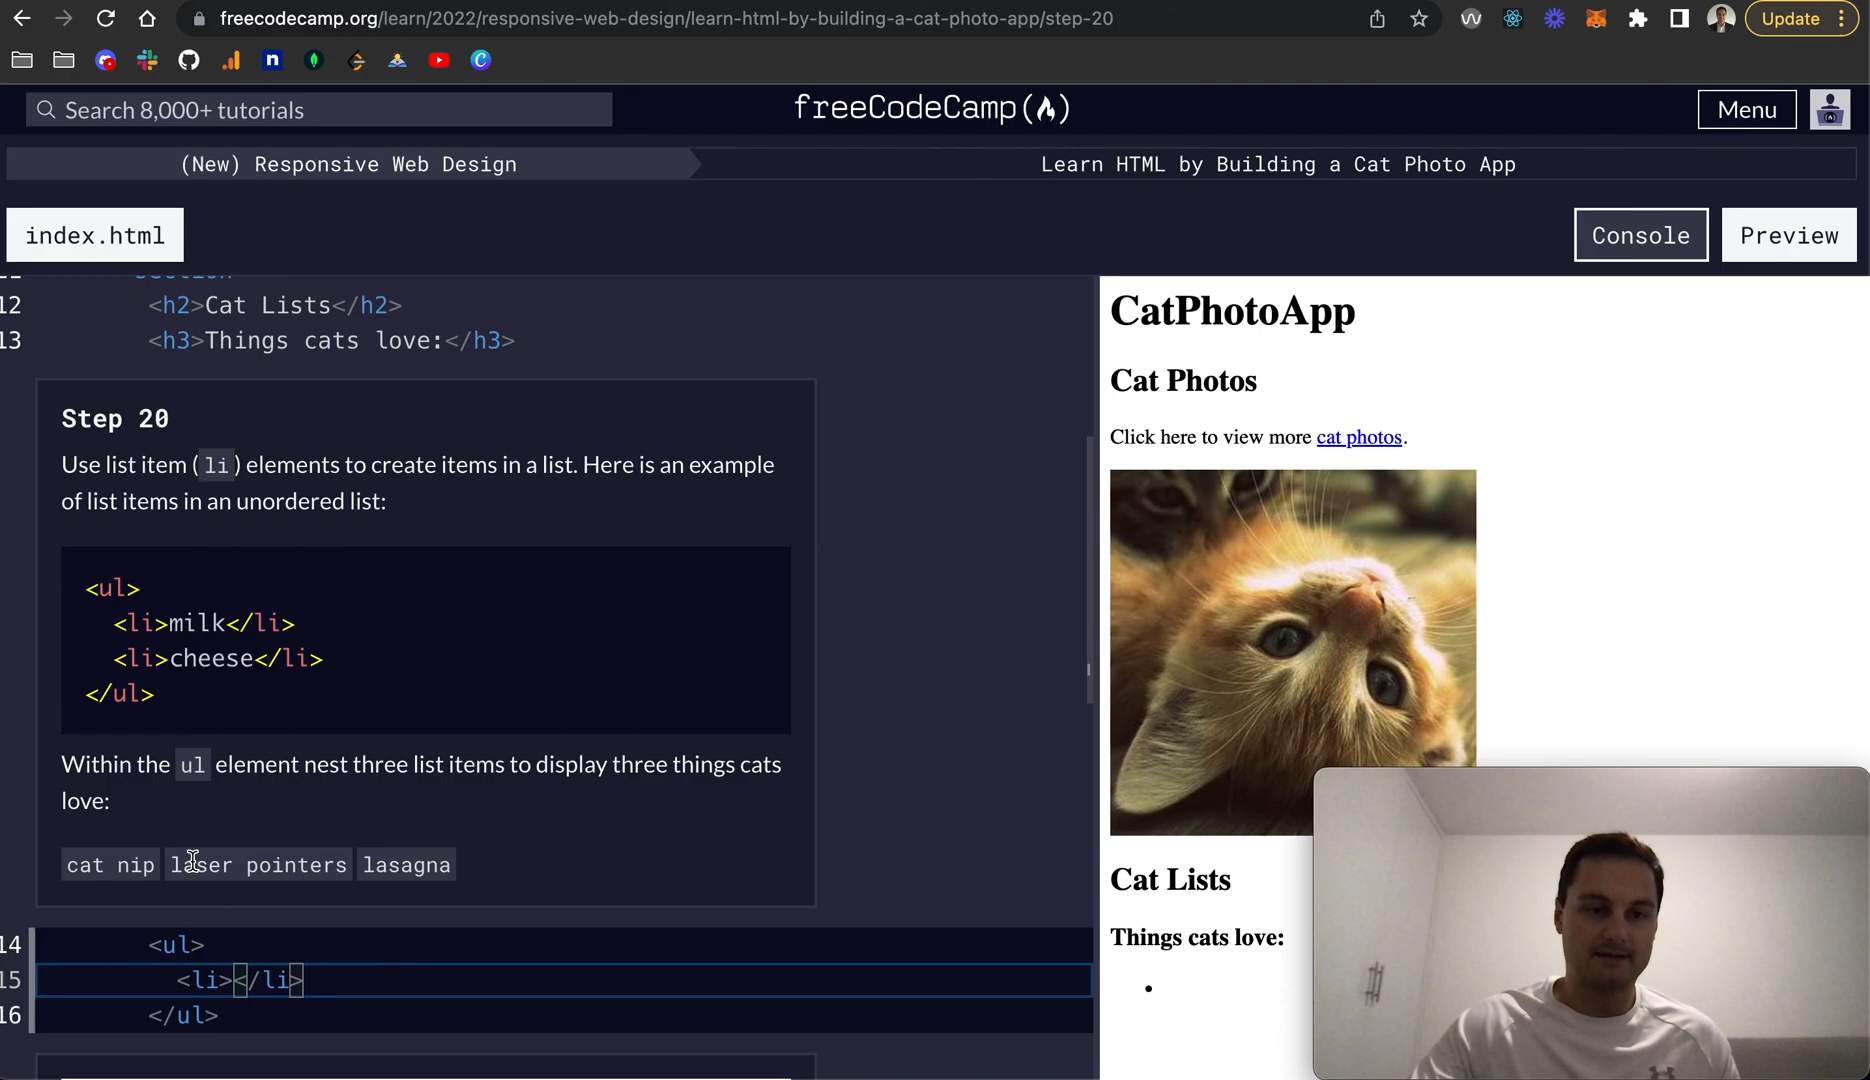 freecodecamp.org/learn/2022/responsive-web-design/learn-html-by-building-a-cat-photo-app/step-20
Update
Search 8,000+ tutorials
freeCodeCamp(🔥)
Menu
(New) Responsive Web Design
Learn HTML by Building a Cat Photo App
index.html
Console
Preview
12 <h2>Cat Lists</h2>
13 <h3>Things cats love:</h3>
Step 20
Use list item ( li ) elements to create items in a list. Here is an example
of list items in an unordered list:
<ul>
<li>milk</li>
<li>cheese</li>
</ul>
Within the ul element nest three list items to display three things cats
love:
cat nip laser pointers lasagna
14 <ul>
15 <li></li>
16 </ul>
CatPhotoApp
Cat Photos
Click here to view more cat photos.
Cat Lists
Things cats love:
•